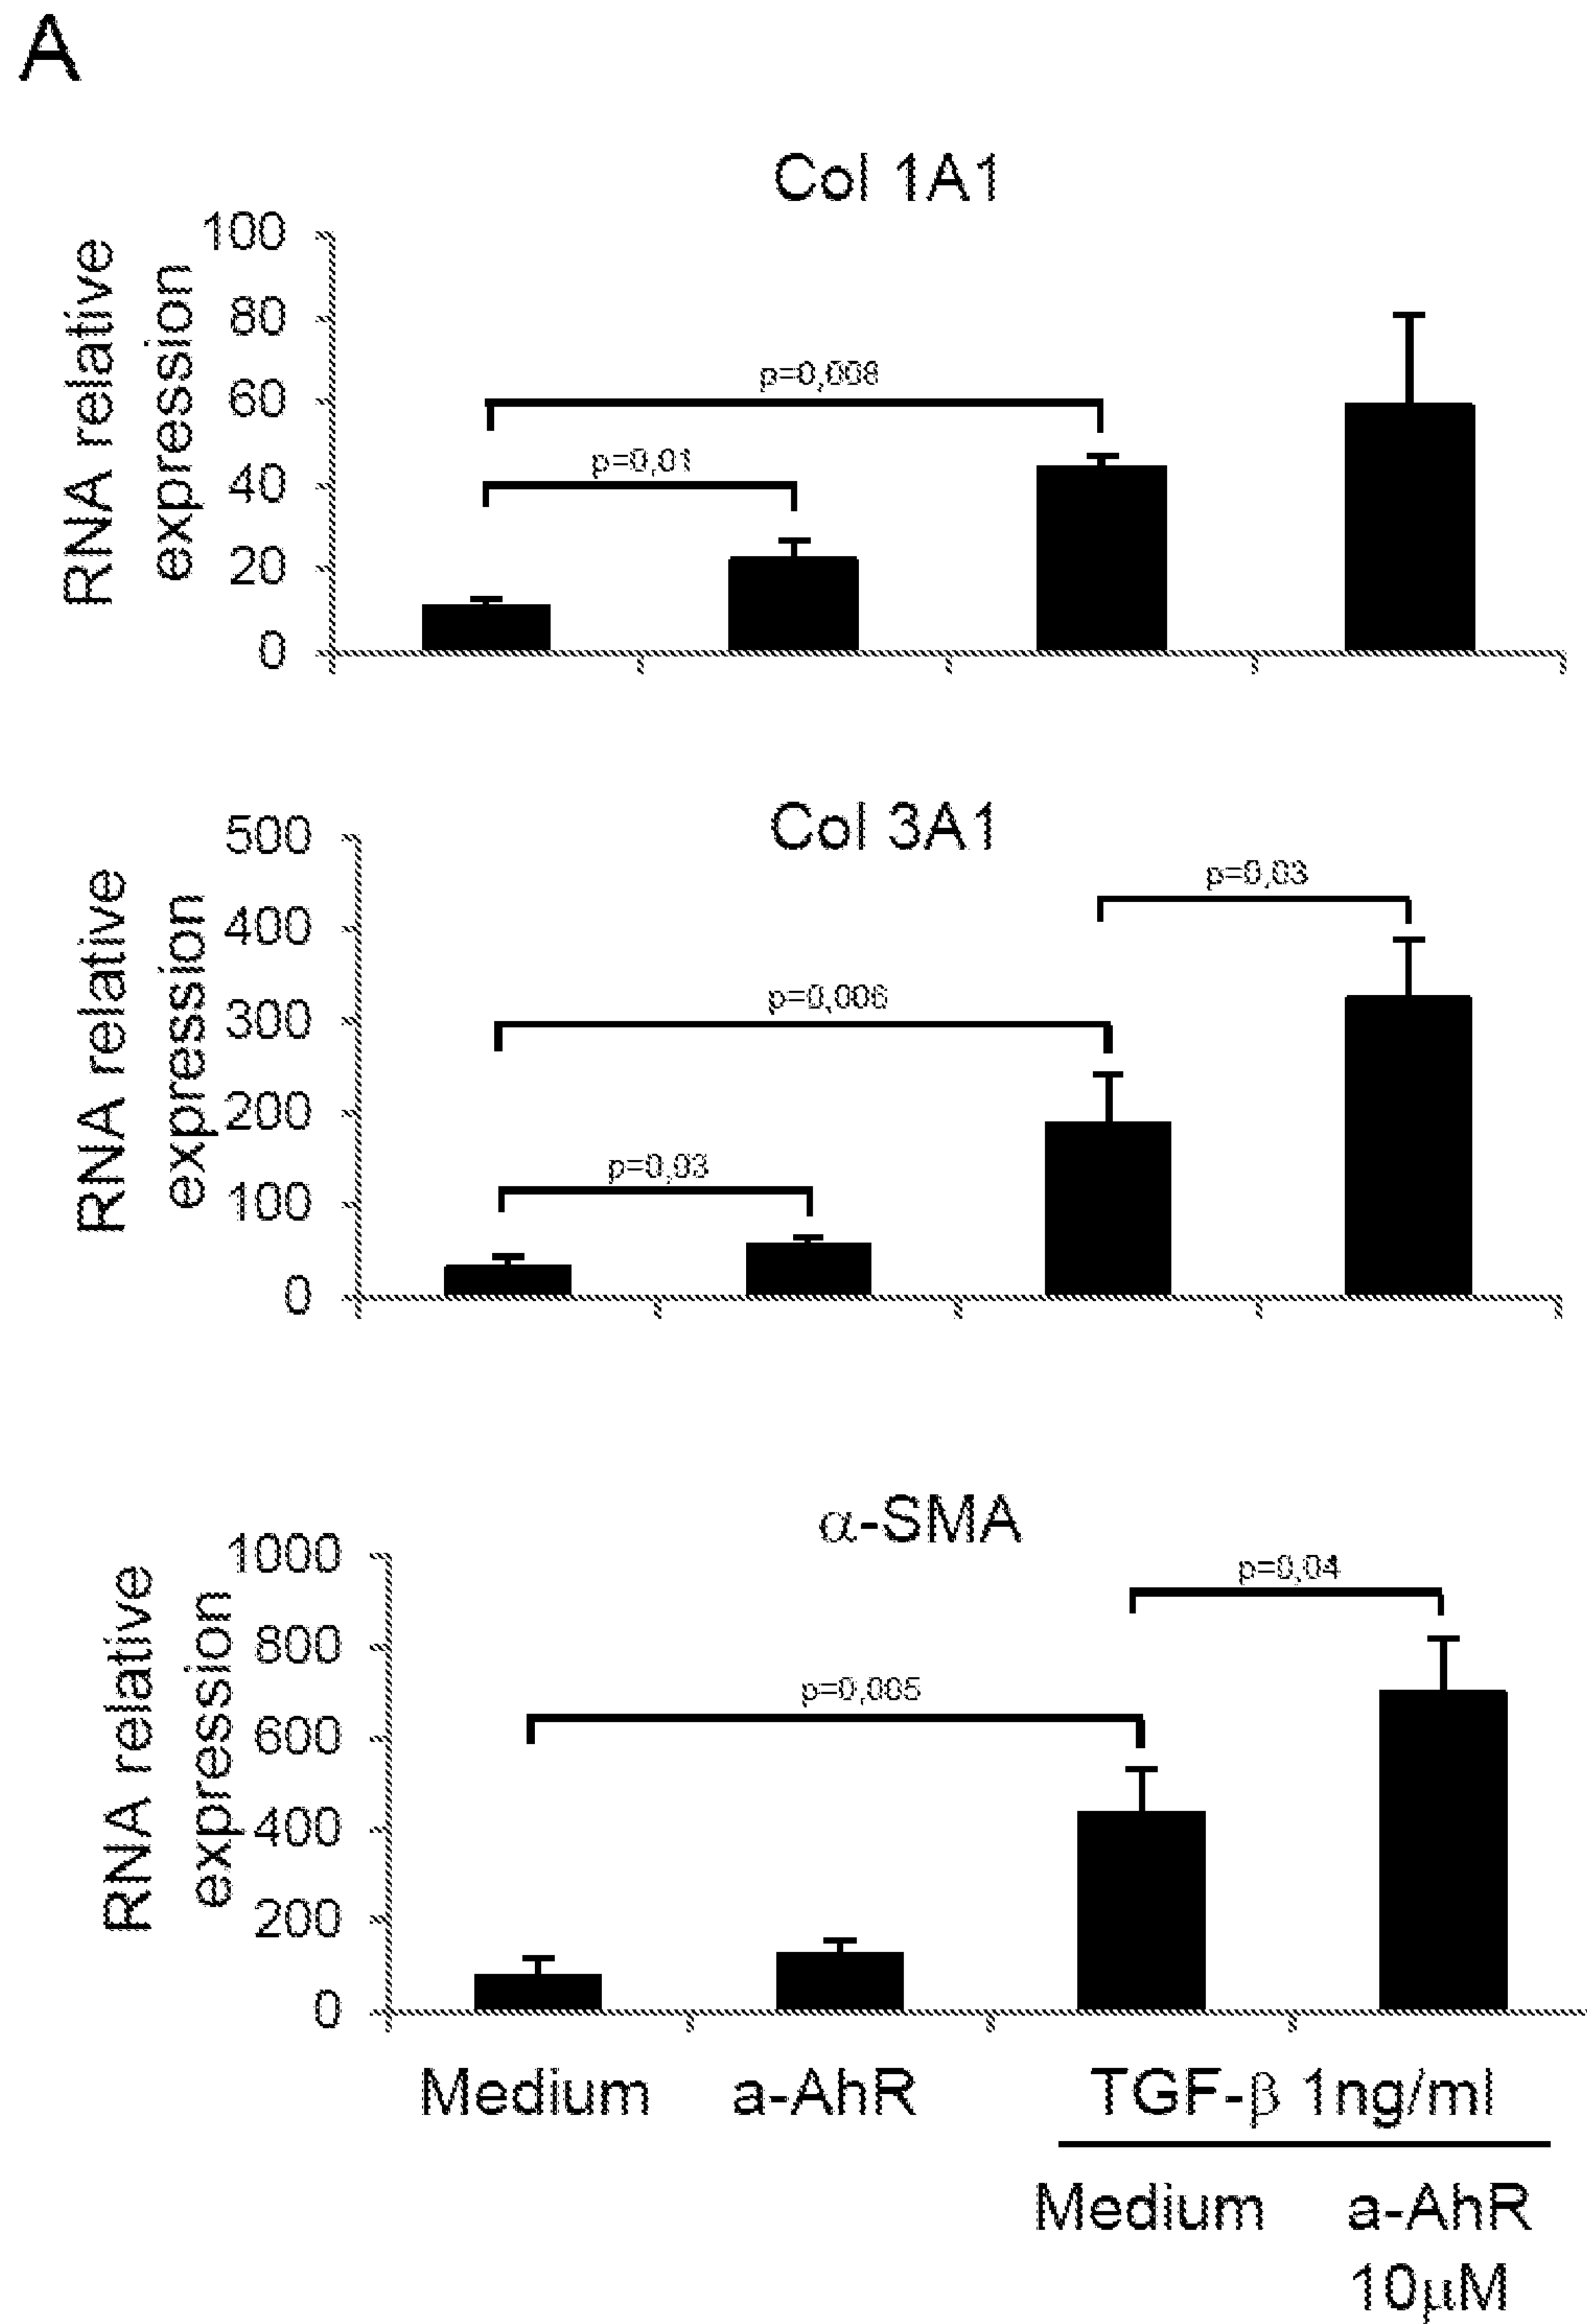 A
Col 1A1
RNA relative
expression
100
80
60
40
20
0
p=0,008
p=0,01
Col 3A1
RNA relative
expression
500
400
300
200
100
0
p=0,03
p=0,006
p=0,03
α-SMA
RNA relative
expression
1000
800
600
400
200
0
p=0,04
p=0,005
Medium a-AhR TGF-β 1ng/ml
Medium a-AhR
10μM